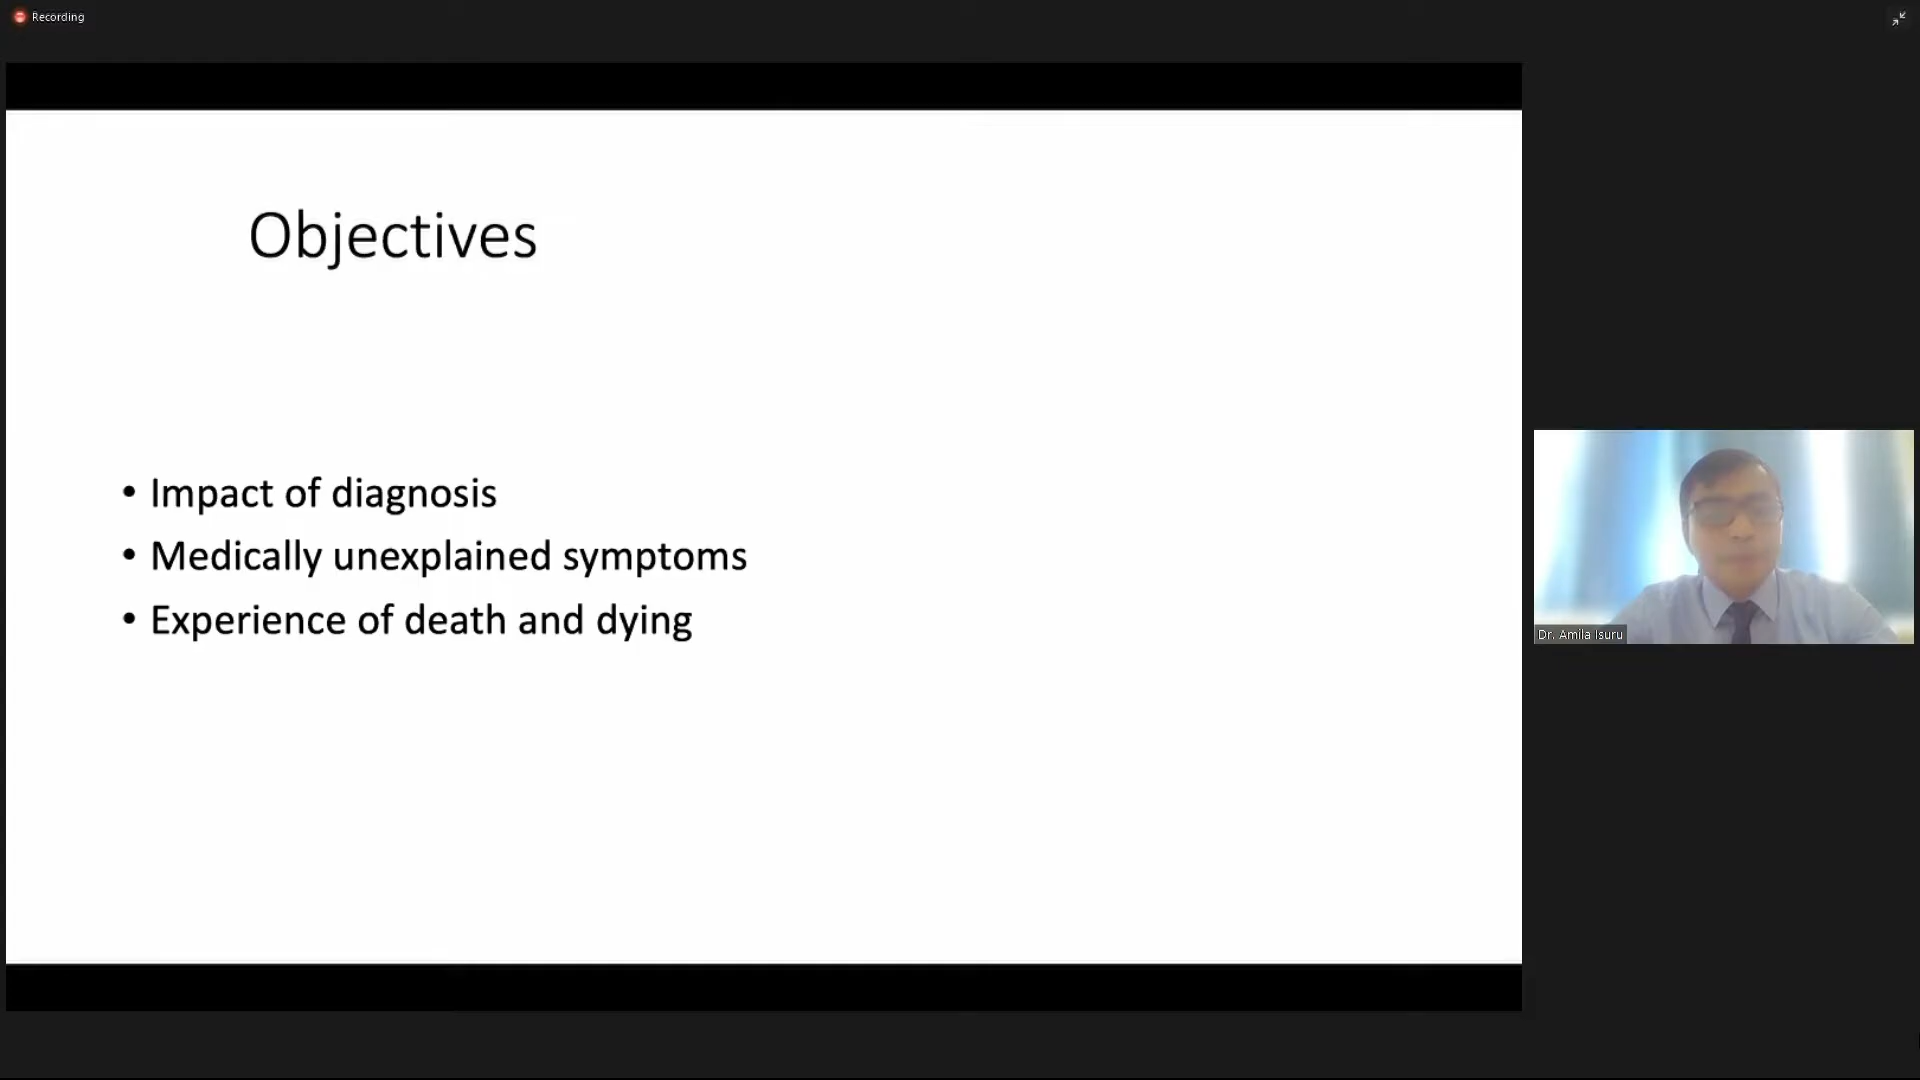 Recording
Objectives
• Impact of diagnosis
• Medically unexplained symptoms
• Experience of death and dying
Dr. Amila Isuru